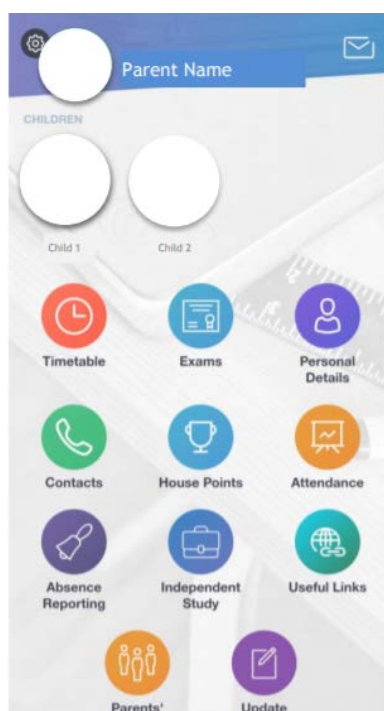 Parent Name
CHILDREN
Child 1
Child 2
Timetable
Exams
Personal
Details
Contacts
House Points
Attendance
Absence
Reporting
Independent
Study
Useful Links
Parents'
Update